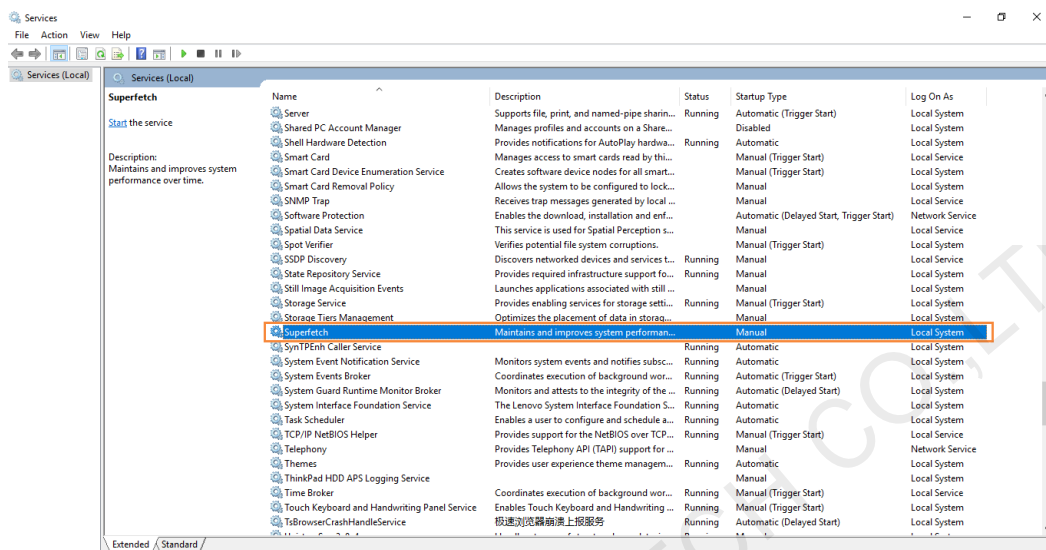 Services
File Action View Help
Services (Local)
Services (Local)
Superfetch
Start the service
Description:
Maintains and improves system
performance over time.
Name Description Status Startup Type Log On As
Server Supports file, print, and named-pipe sharin... Running Automatic (Trigger Start) Local System
Shared PC Account Manager Manages profiles and accounts on a Share... Disabled Local System
Shell Hardware Detection Provides notifications for AutoPlay hardwa... Running Automatic Local System
Smart Card Manages access to smart cards read by thi... Manual (Trigger Start) Local Service
Smart Card Device Enumeration Service Creates software device nodes for all smart... Manual (Trigger Start) Local System
Smart Card Removal Policy Allows the system to be configured to lock... Manual Local System
SNMP Trap Receives trap messages generated by local ... Manual Local Service
Software Protection Enables the download, installation and enf... Automatic (Delayed Start, Trigger Start) Network Service
Spatial Data Service This service is used for Spatial Perception s... Manual Local Service
Spot Verifier Verifies potential file system corruptions. Manual (Trigger Start) Local System
SSDP Discovery Discovers networked devices and services t... Running Manual Local Service
State Repository Service Provides required infrastructure support fo... Running Manual Local System
Still Image Acquisition Events Launches applications associated with still ... Manual Local System
Storage Service Provides enabling services for storage setti... Running Manual (Trigger Start) Local System
Storage Tiers Management Optimizes the placement of data in storag... Manual Local System
Superfetch Maintains and improves system performan... Manual Local System
SynTPEnh Caller Service Running Automatic Local System
System Event Notification Service Monitors system events and notifies subsc... Running Automatic Local System
System Events Broker Coordinates execution of background wor... Running Automatic (Trigger Start) Local System
System Guard Runtime Monitor Broker Monitors and attests to the integrity of the ... Running Automatic (Delayed Start) Local System
System Interface Foundation Service The Lenovo System Interface Foundation S... Running Automatic Local System
Task Scheduler Enables a user to configure and schedule a... Running Automatic Local System
TCP/IP NetBIOS Helper Provides support for the NetBIOS over TCP... Running Manual (Trigger Start) Local Service
Telephony Provides Telephony API (TAPI) support for ... Manual Network Service
Themes Provides user experience theme managem... Running Automatic Local System
ThinkPad HDD APS Logging Service Manual Local System
Time Broker Coordinates execution of background wor... Running Manual (Trigger Start) Local Service
Touch Keyboard and Handwriting Panel Service Enables Touch Keyboard and Handwriting ... Running Manual (Trigger Start) Local System
TsBrowserCrashHandleService 极速浏览器崩溃上报服务 Running Automatic (Delayed Start) Local System
Extended Standard